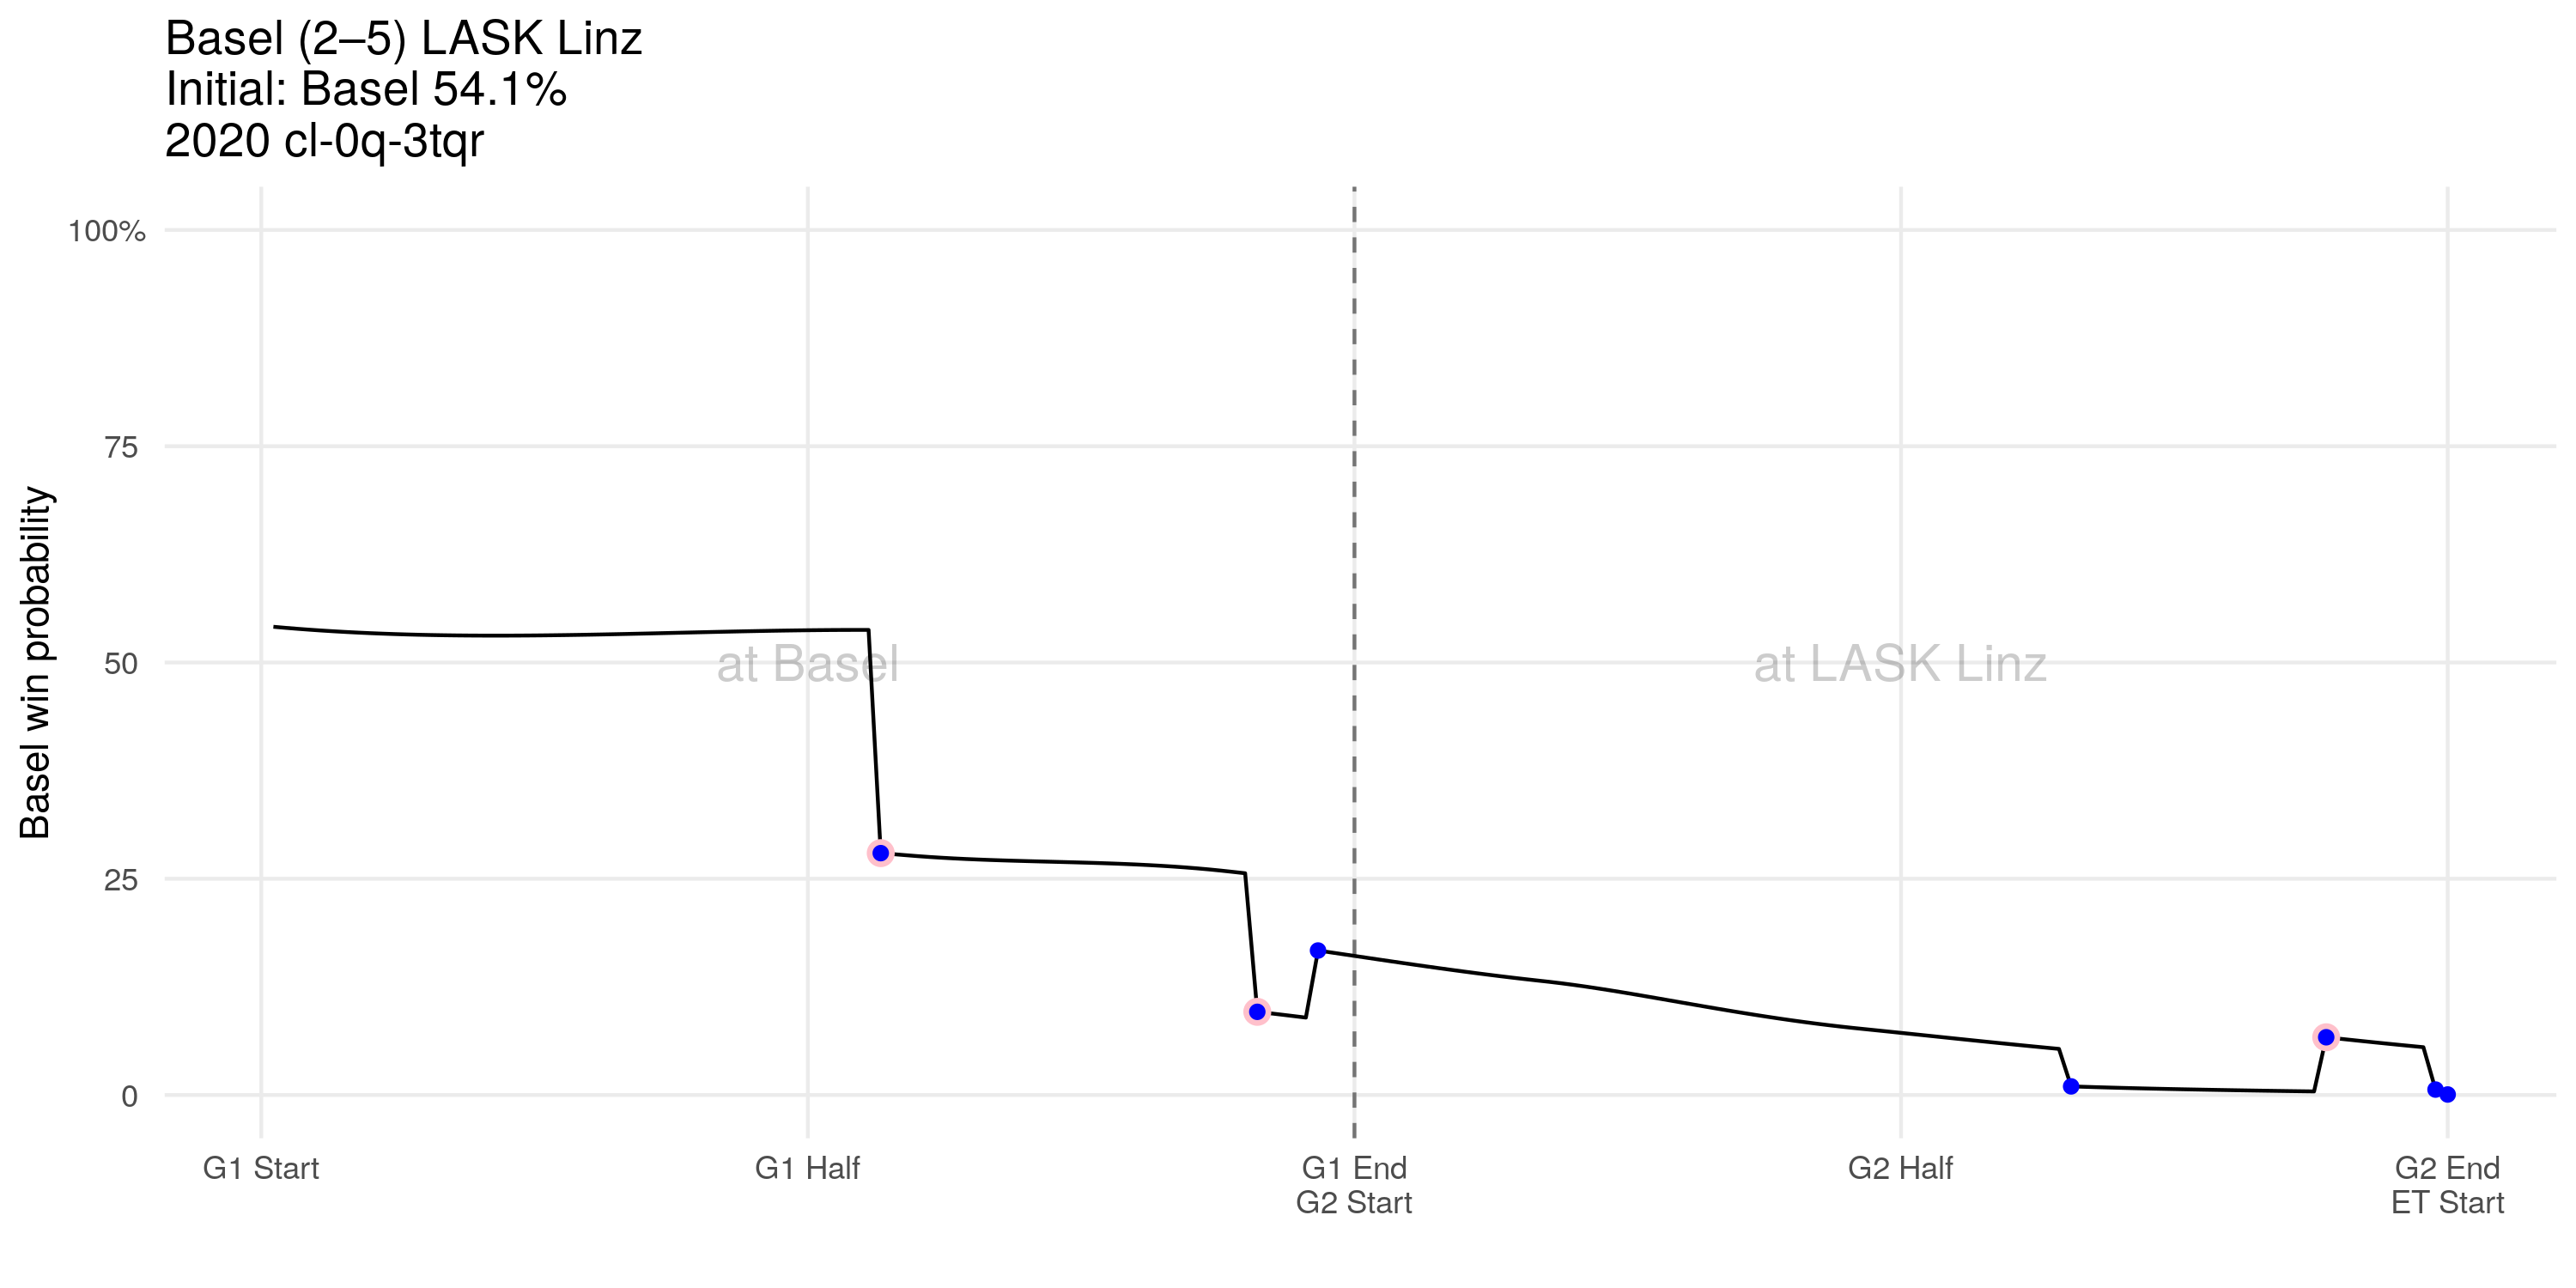 Basel (2–5) LASK Linz
Initial: Basel 54.1%
2020 cl-0q-3tqr
Basel win probability
100%
75
50
25
0
at Basel
at LASK Linz
G1 Start
G1 Half
G1 End
G2 Start
G2 Half
G2 End
ET Start